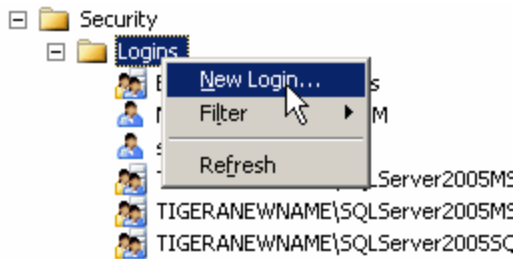 Security
Logins
New Login...
Filter
Refresh
TIGERANEWNAME\SQLServer2005MS
TIGERANEWNAME\SQLServer2005SQ